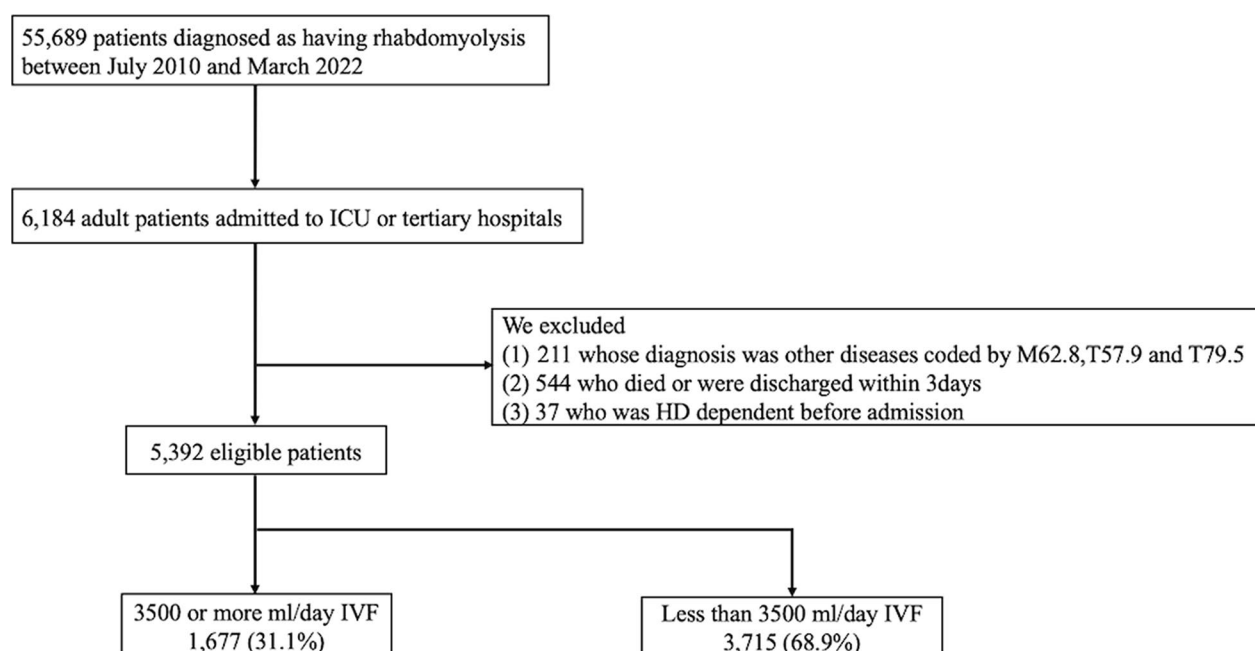 55,689 patients diagnosed as having rhabdomyolysis
between July 2010 and March 2022
6,184 adult patients admitted to ICU or tertiary hospitals
We excluded
(1) 211 whose diagnosis was other diseases coded by M62.8,T57.9 and T79.5
(2) 544 who died or were discharged within 3days
(3) 37 who was HD dependent before admission
5,392 eligible patients
3500 or more ml/day IVF
1,677 (31.1%)
Less than 3500 ml/day IVF
3,715 (68.9%)